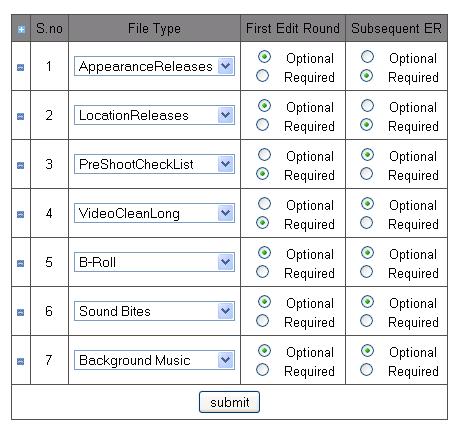 S.no File Type First Edit Round Subsequent ER
1 AppearanceReleases Optional Optional
Required Required
2 LocationReleases Optional Optional
Required Required
3 PreShootCheckList Optional Optional
Required Required
4 VideoCleanLong Optional Optional
Required Required
5 B-Roll Optional Optional
Required Required
6 Sound Bites Optional Optional
Required Required
7 Background Music Optional Optional
Required Required
submit